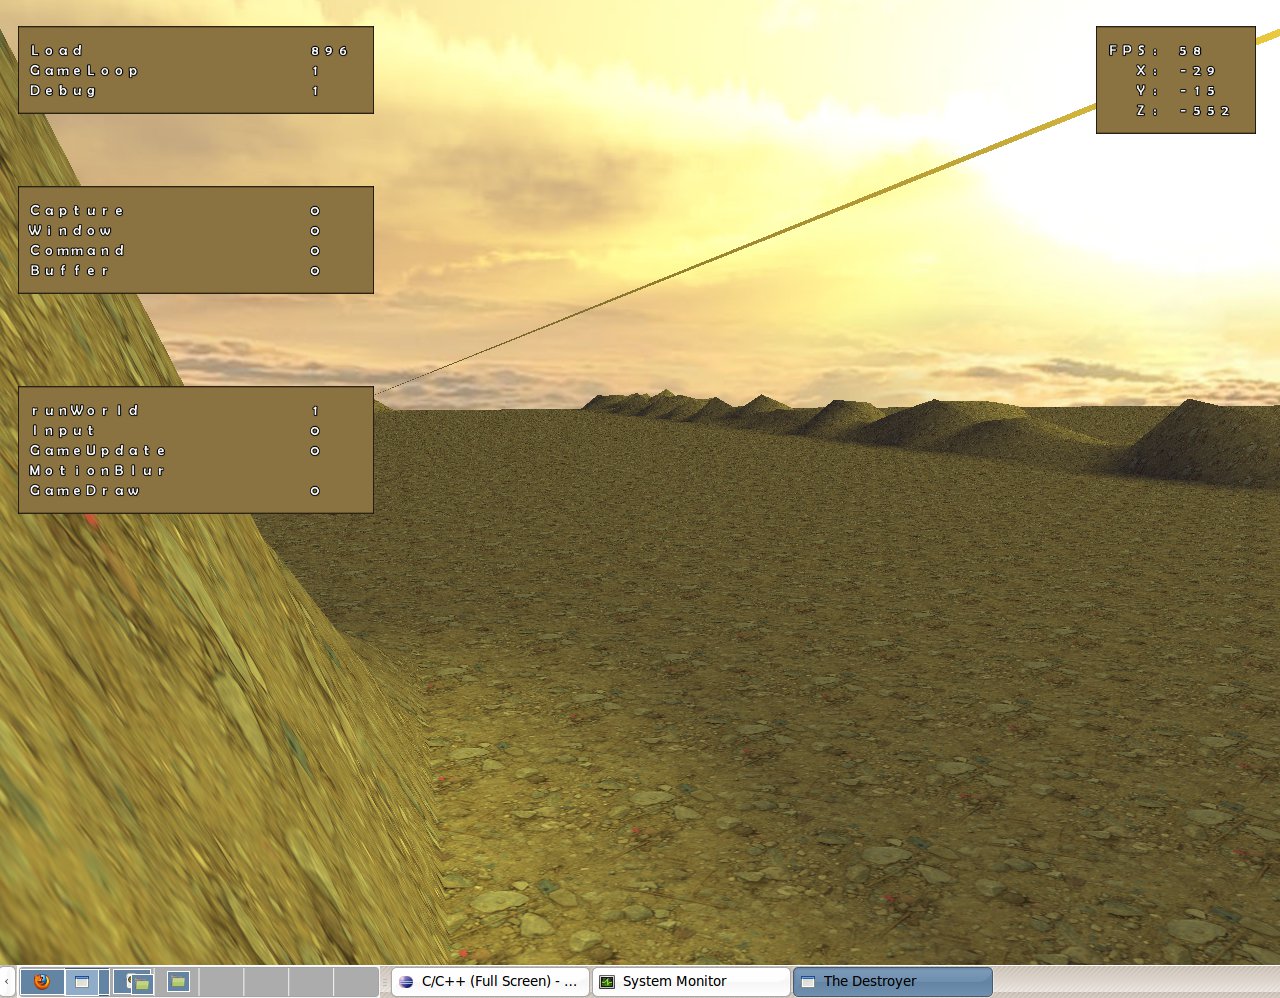 Load 896
GameLoop 1
Debug 1
FPS: 58
X: -29
Y: -15
Z: -552
Capture 0
Window 0
Command 0
Buffer 0
runWorld 1
Input 0
GameUpdate 0
MotionBlur
GameDraw 0
C/C++ (Full Screen) - ...
System Monitor
The Destroyer